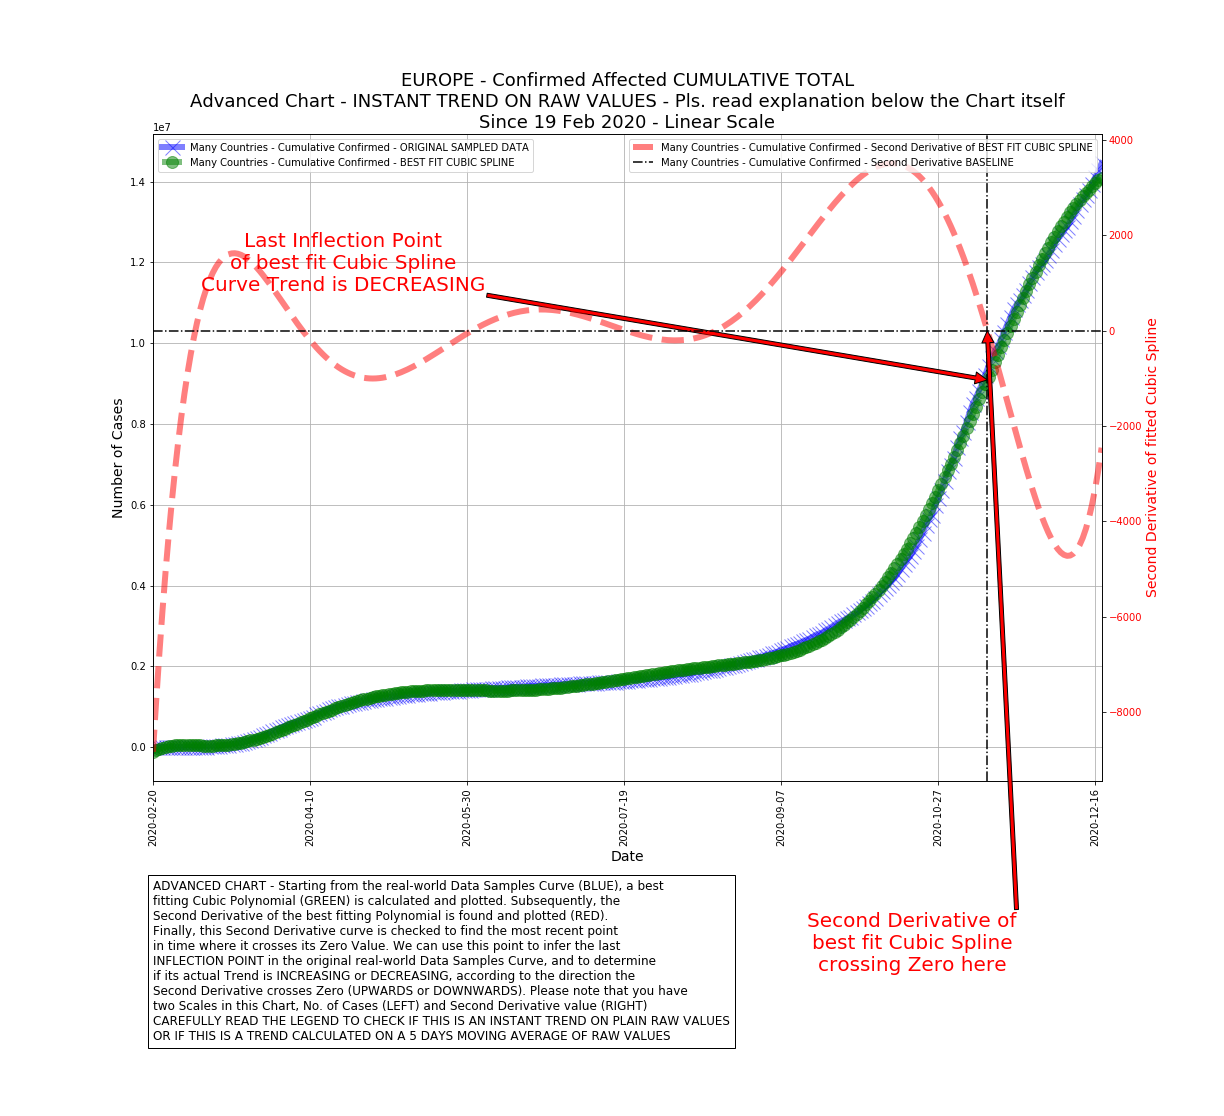 EUROPE - Confirmed Affected CUMULATIVE TOTAL
Advanced Chart - INSTANT TREND ON RAW VALUES - Pls. read explanation below the Chart itself
Since 19 Feb 2020 - Linear Scale
1e7
Many Countries - Cumulative Confirmed - ORIGINAL SAMPLED DATA
Many Countries - Cumulative Confirmed - BEST FIT CUBIC SPLINE
Many Countries - Cumulative Confirmed - Second Derivative of BEST FIT CUBIC SPLINE
Many Countries - Cumulative Confirmed - Second Derivative BASELINE
Last Inflection Point
of best fit Cubic Spline
Curve Trend is DECREASING
Number of Cases
1.4
1.2
1.0
0.8
0.6
0.4
0.2
0.0
4000
2000
0
−2000
−4000
−6000
−8000
Second Derivative of fitted Cubic Spline
2020-02-20
2020-04-10
2020-05-30
2020-07-19
2020-09-07
2020-10-27
2020-12-16
Date
ADVANCED CHART - Starting from the real-world Data Samples Curve (BLUE), a best
fitting Cubic Polynomial (GREEN) is calculated and plotted. Subsequently, the
Second Derivative of the best fitting Polynomial is found and plotted (RED).
Finally, this Second Derivative curve is checked to find the most recent point
in time where it crosses its Zero Value. We can use this point to infer the last
INFLECTION POINT in the original real-world Data Samples Curve, and to determine
if its actual Trend is INCREASING or DECREASING, according to the direction the
Second Derivative crosses Zero (UPWARDS or DOWNWARDS). Please note that you have
two Scales in this Chart, No. of Cases (LEFT) and Second Derivative value (RIGHT)
CAREFULLY READ THE LEGEND TO CHECK IF THIS IS AN INSTANT TREND ON PLAIN RAW VALUES
OR IF THIS IS A TREND CALCULATED ON A 5 DAYS MOVING AVERAGE OF RAW VALUES
Second Derivative of
best fit Cubic Spline
crossing Zero here